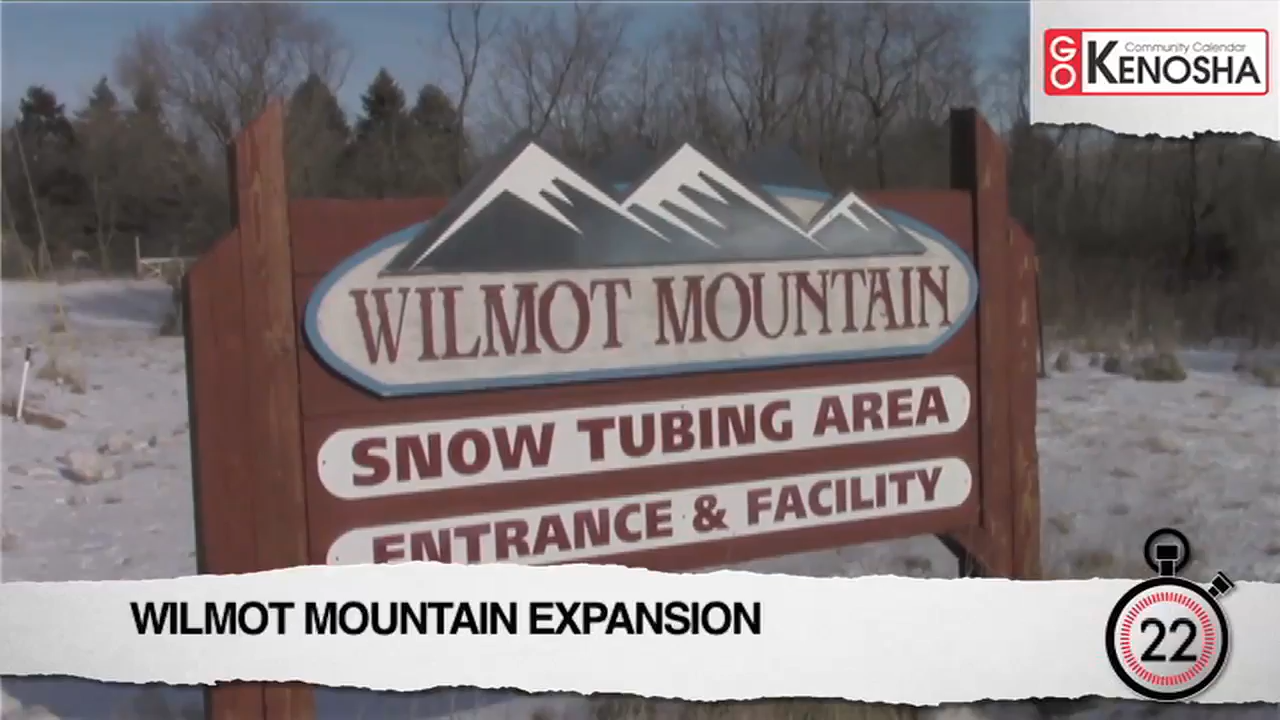 GO
Community Calendar
KENOSHA
WILMOT MOUNTAIN
SNOW TUBING AREA
ENTRANCE & FACILITY
WILMOT MOUNTAIN EXPANSION
22